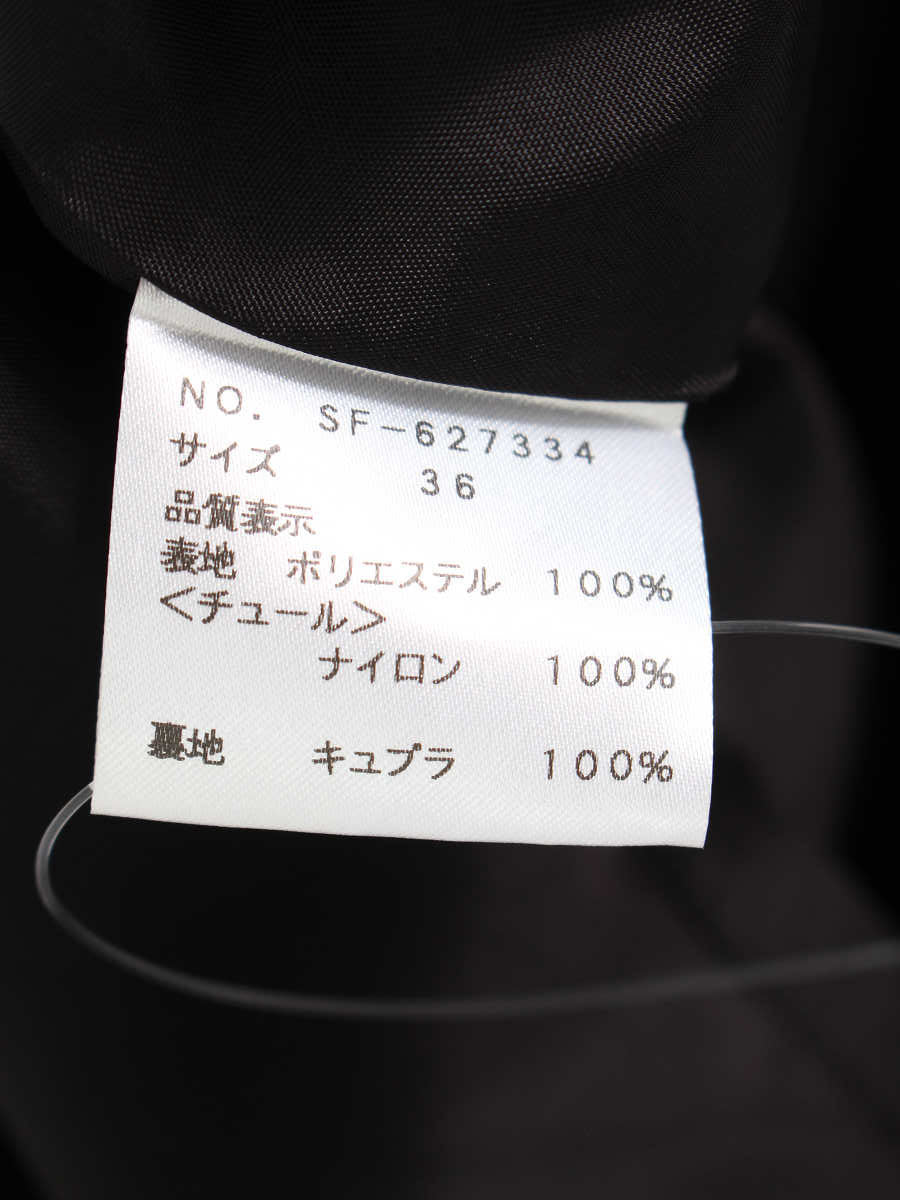 NO. SF-627334
サイズ 36
品質表示
表地 ポリエステル 100%
<チュール>
ナイロン 100%
裏地 キュプラ 100%